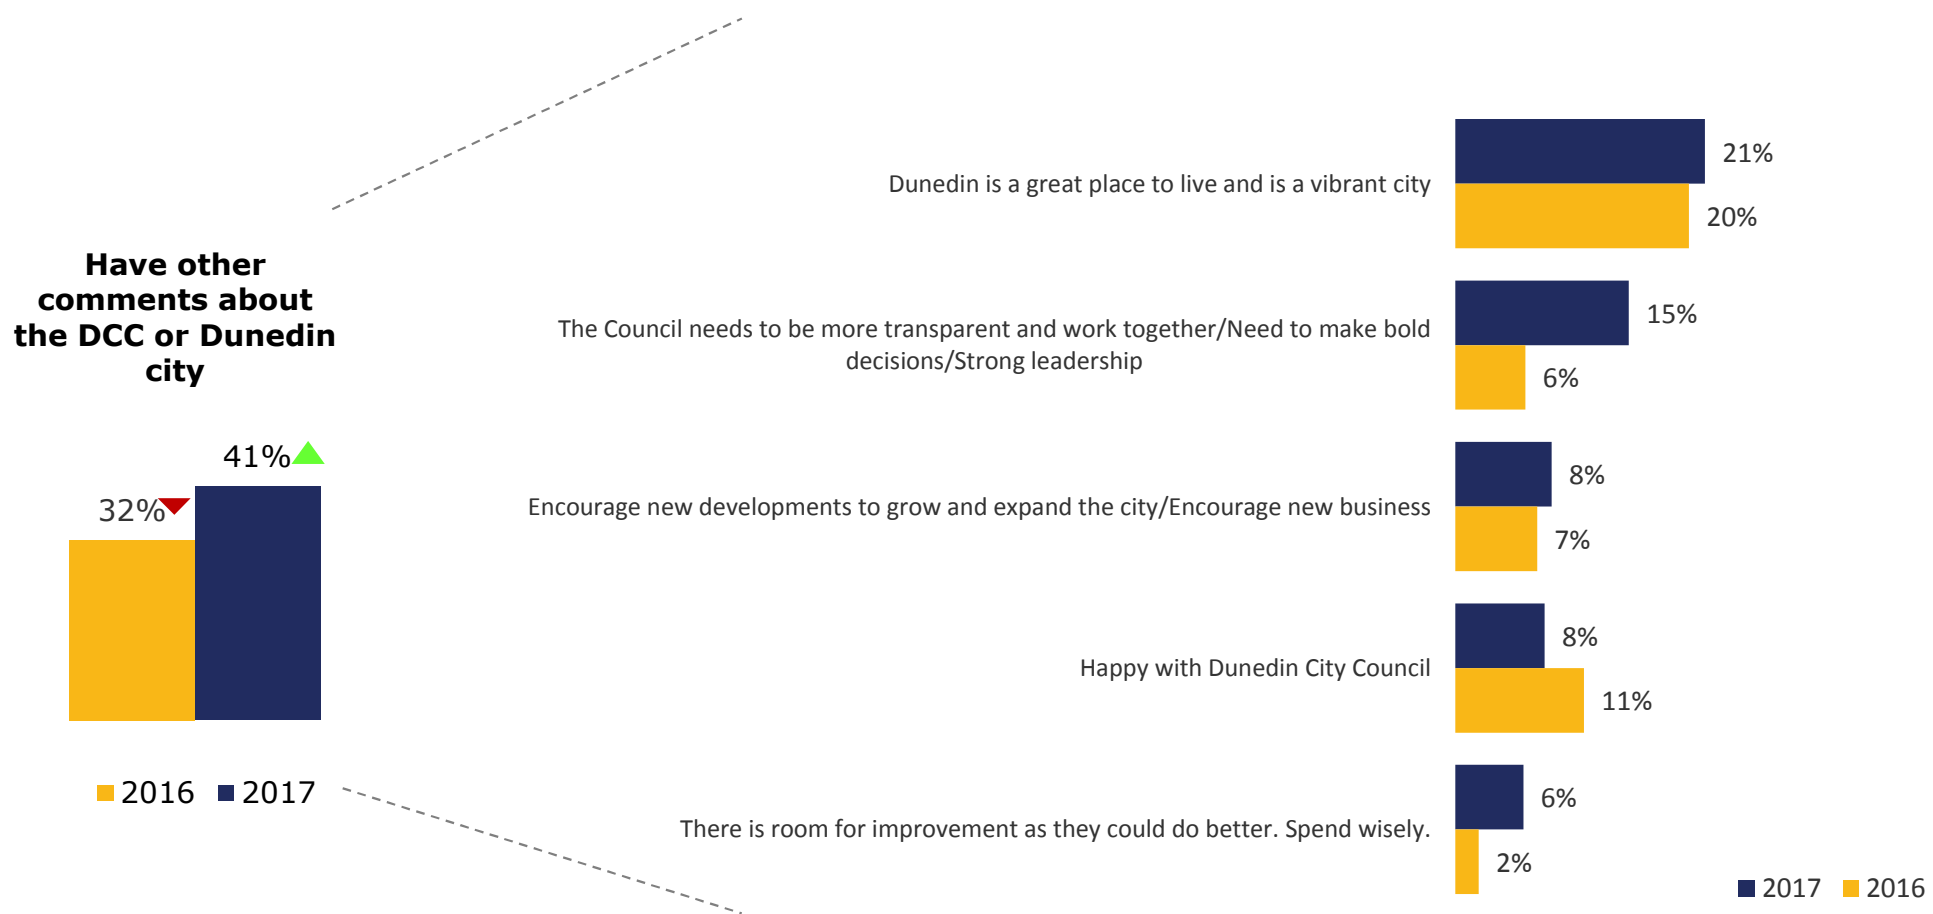 Have other
comments about
the DCC or Dunedin
city
32%
41%
2016
2017
Dunedin is a great place to live and is a vibrant city
21%
20%
The Council needs to be more transparent and work together/Need to make bold
decisions/Strong leadership
15%
6%
Encourage new developments to grow and expand the city/Encourage new business
8%
7%
Happy with Dunedin City Council
8%
11%
There is room for improvement as they could do better. Spend wisely.
6%
2%
2017
2016